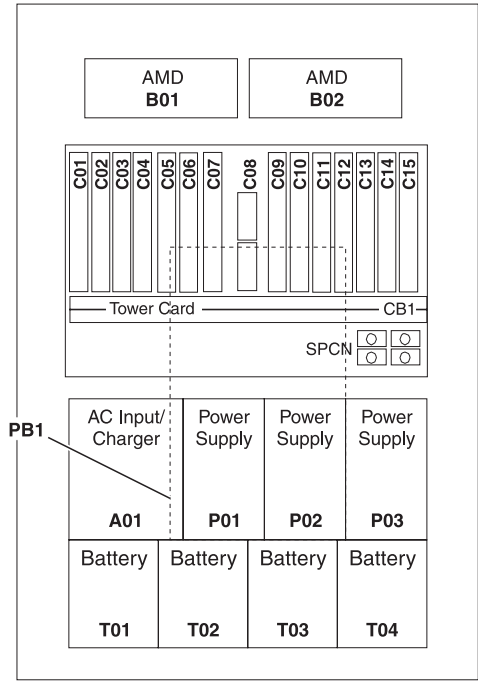 AMD
B01
AMD
B02
C01
C02
C03
C04
C05
C06
C07
C08
C09
C10
C11
C12
C13
C14
C15
Tower Card
CB1
SPCN
PB1
AC Input/
Charger
A01
Power
Supply
P01
Power
Supply
P02
Power
Supply
P03
Battery
T01
Battery
T02
Battery
T03
Battery
T04